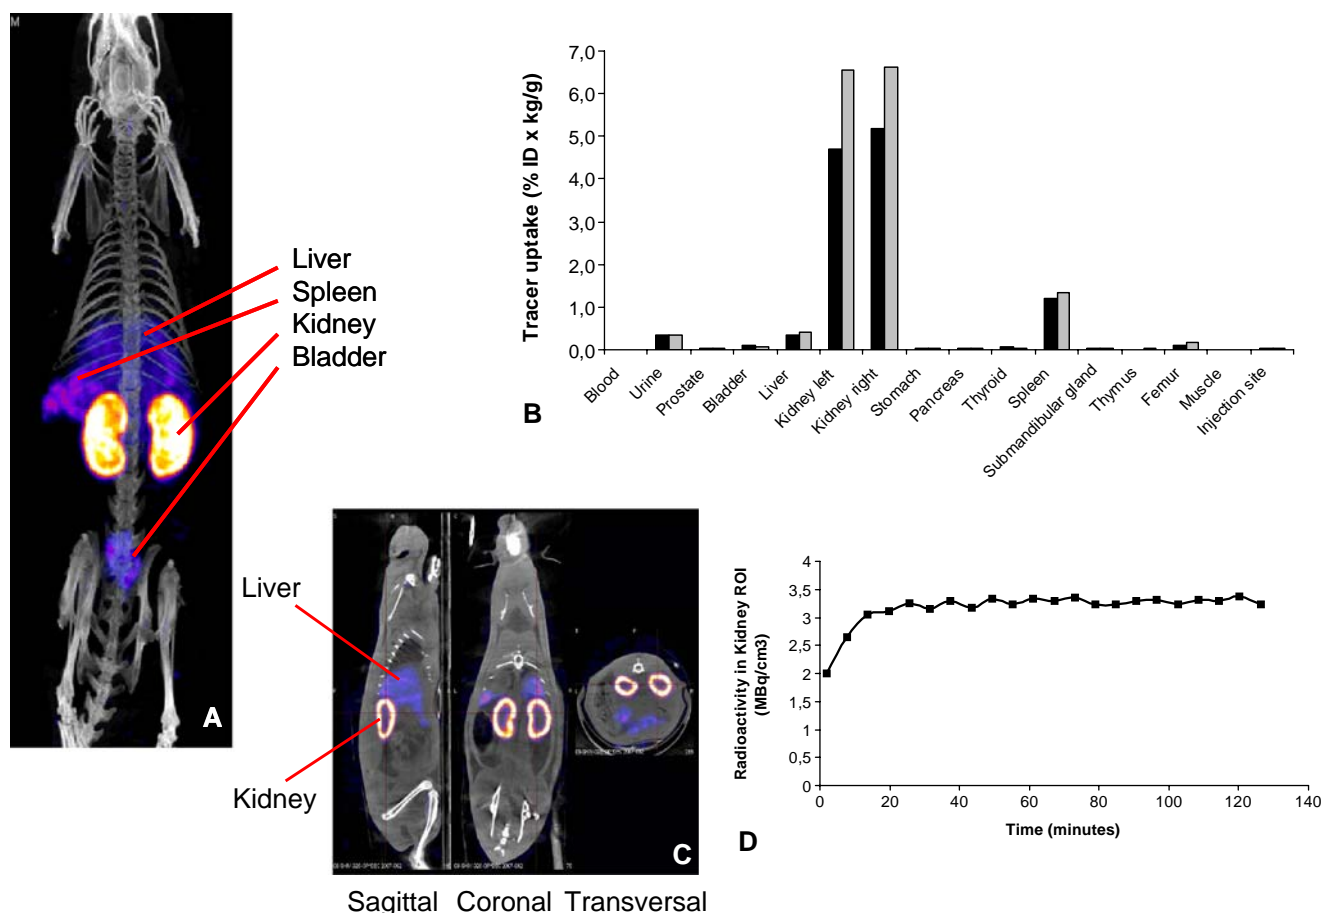 M
Liver
Spleen
Kidney
Bladder
A
Tracer uptake (% ID x kg/g)
7,0
6,0
5,0
4,0
3,0
2,0
1,0
0,0
Blood
Urine
Prostate
Bladder
Liver
Kidney left
Kidney right
Stomach
Pancreas
Thyroid
Spleen
Submandibular gland
Thymus
Femur
Muscle
Injection site
B
Liver
Kidney
C
Sagittal
Coronal
Transversal
Radioactivity in Kidney ROI
(MBq/cm3)
4
3,5
3
2,5
2
1,5
1
0,5
0
0
20
40
60
80
100
120
140
Time (minutes)
D